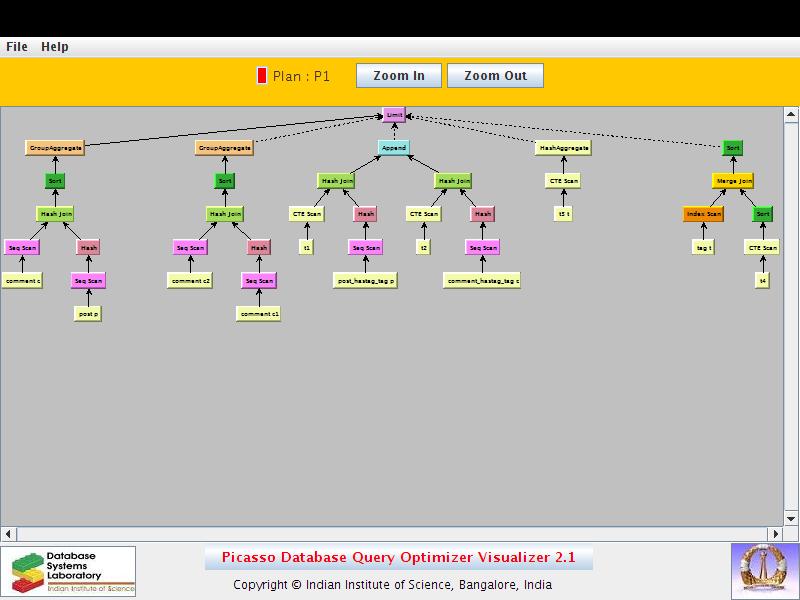 File Help
Plan : P1 Zoom In Zoom Out
Limit
GroupAggregate GroupAggregate Append HashAggregate Sort
Sort Sort Hash Join Hash Join CTE Scan Merge Join
Hash Join Hash Join CTE Scan Hash CTE Scan Hash t3 t Index Scan Sort
Seq Scan Hash Seq Scan Hash t1 Seq Scan t2 Seq Scan tag t CTE Scan
comment c Seq Scan comment c2 Seq Scan post_hastag_tag p comment_hastag_tag c t4
post p comment c1
Database
Systems
Laboratory
Indian Institute of Science
Picasso Database Query Optimizer Visualizer 2.1
Copyright © Indian Institute of Science, Bangalore, India